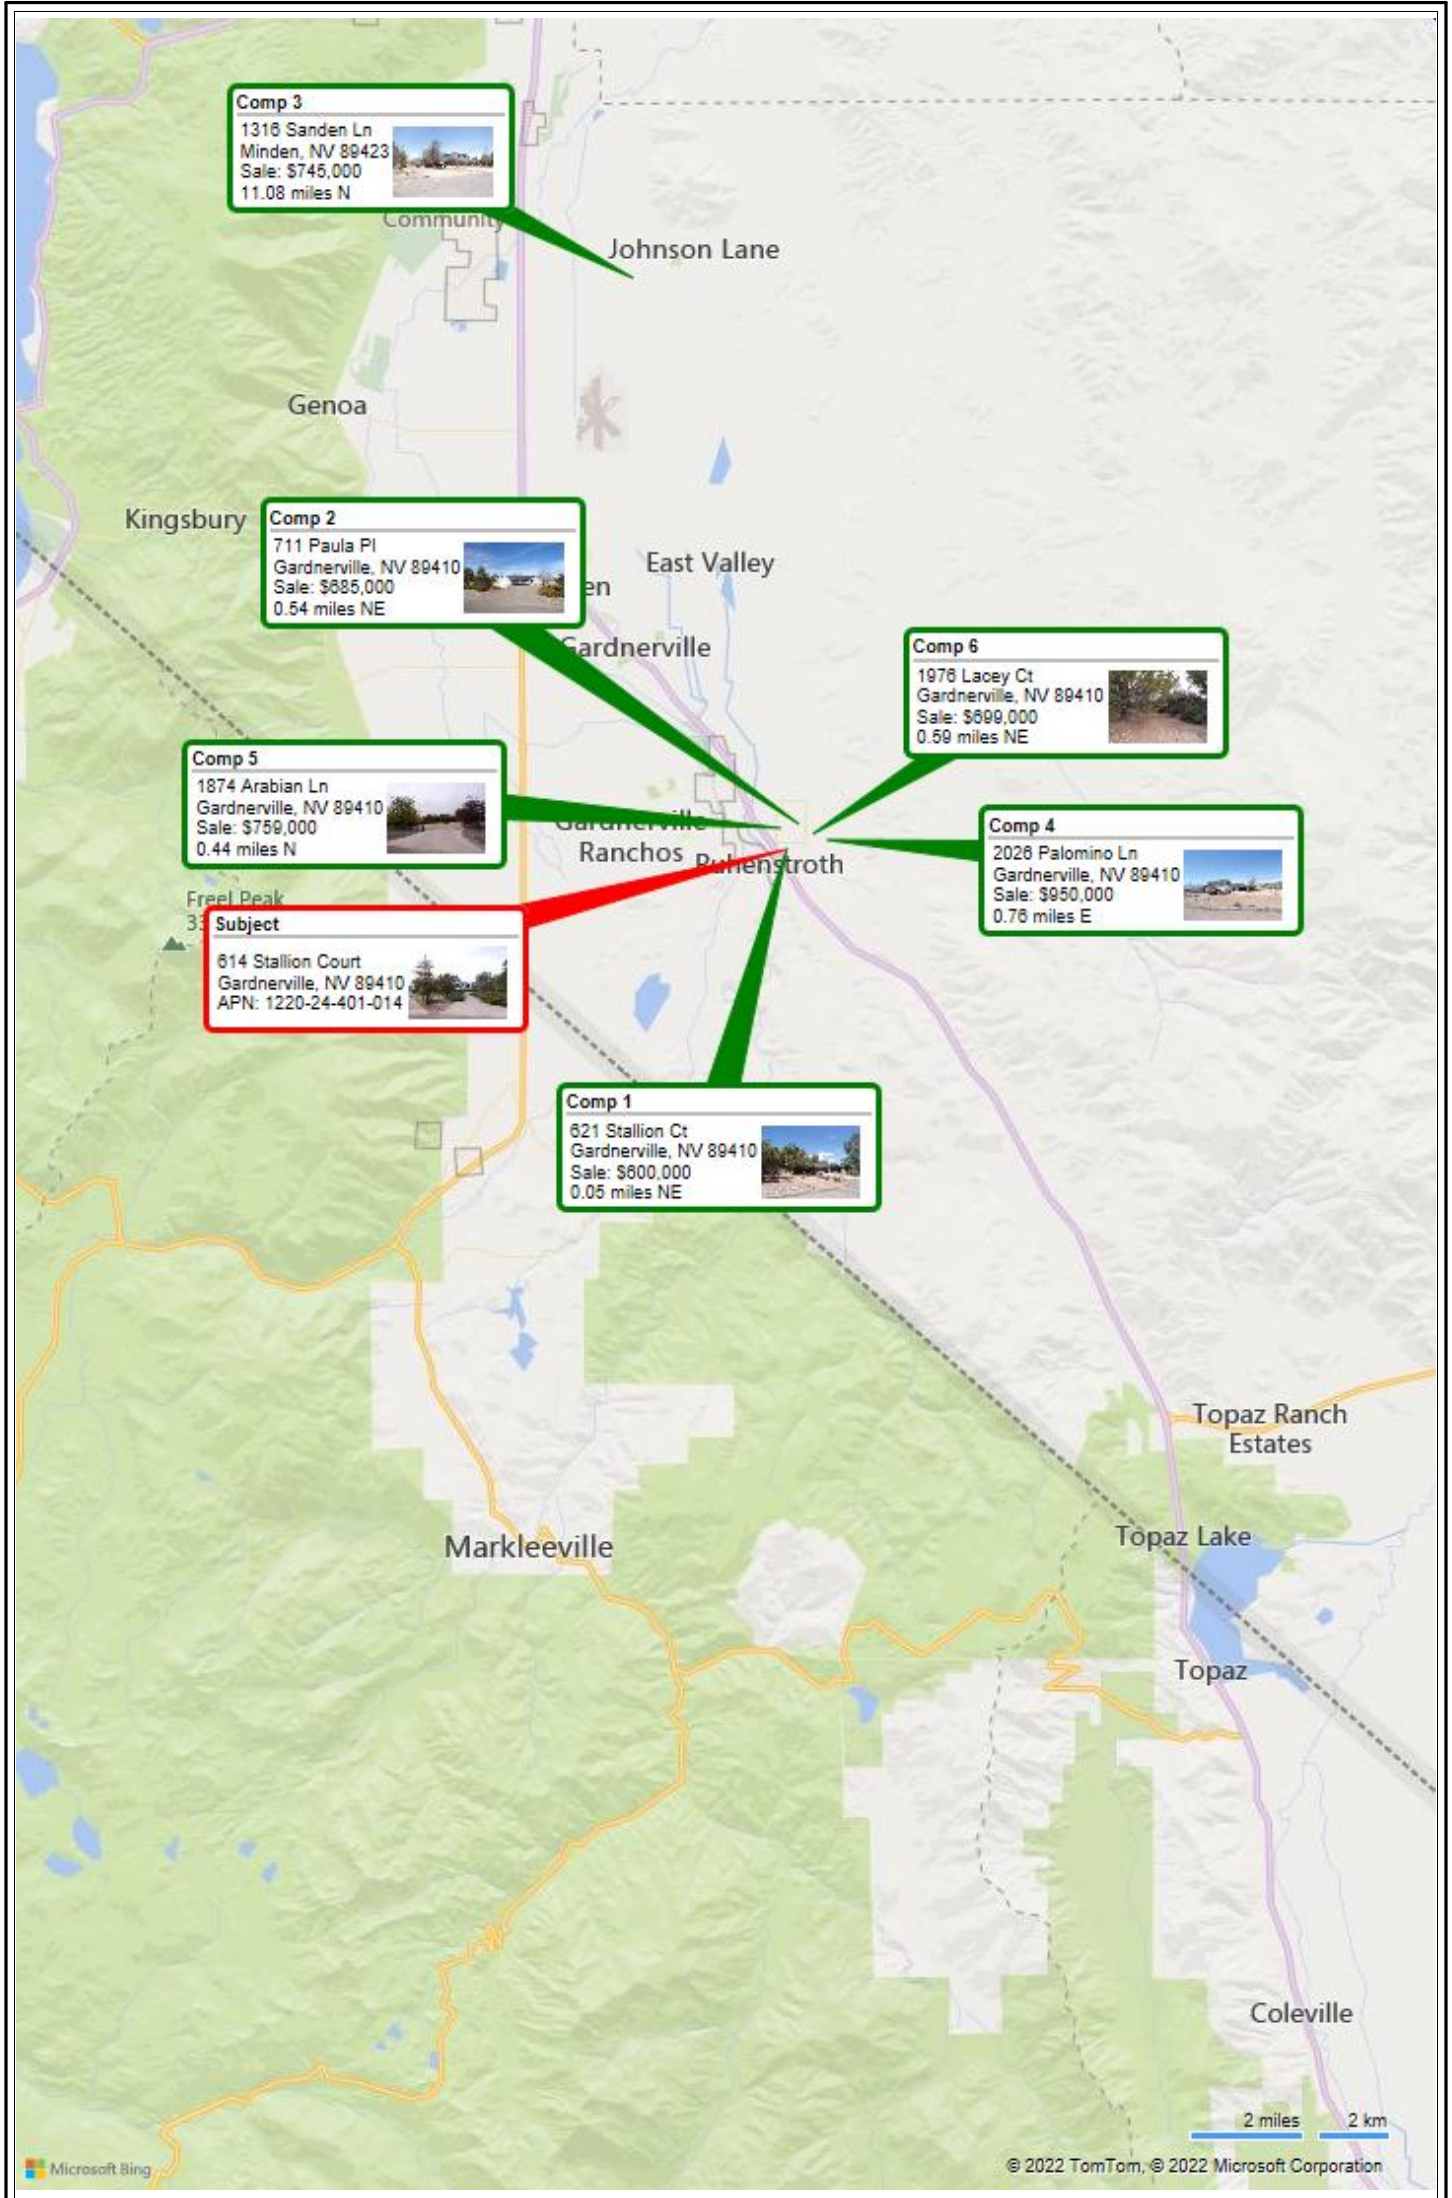 Comp 3
1316 Sanden Ln
Minden, NV 89423
Sale: $745,000
11.08 miles N
Community
Johnson Lane
Genoa
Kingsbury
Comp 2
711 Paula Pl
Gardnerville, NV 89410
Sale: $685,000
0.54 miles NE
en
East Valley
Gardnerville
Comp 6
1976 Lacey Ct
Gardnerville, NV 89410
Sale: $699,000
0.59 miles NE
Comp 5
1874 Arabian Ln
Gardnerville, NV 89410
Sale: $759,000
0.44 miles N
Gardnerville
Ranchos
Ruhenstroth
Comp 4
2026 Palomino Ln
Gardnerville, NV 89410
Sale: $950,000
0.76 miles E
Freel Peak
33
Subject
614 Stallion Court
Gardnerville, NV 89410
APN: 1220-24-401-014
Comp 1
621 Stallion Ct
Gardnerville, NV 89410
Sale: $600,000
0.05 miles NE
Topaz Ranch
Estates
Markleeville
Topaz Lake
Topaz
Coleville
2 miles
2 km
Microsoft Bing
© 2022 TomTom, © 2022 Microsoft Corporation